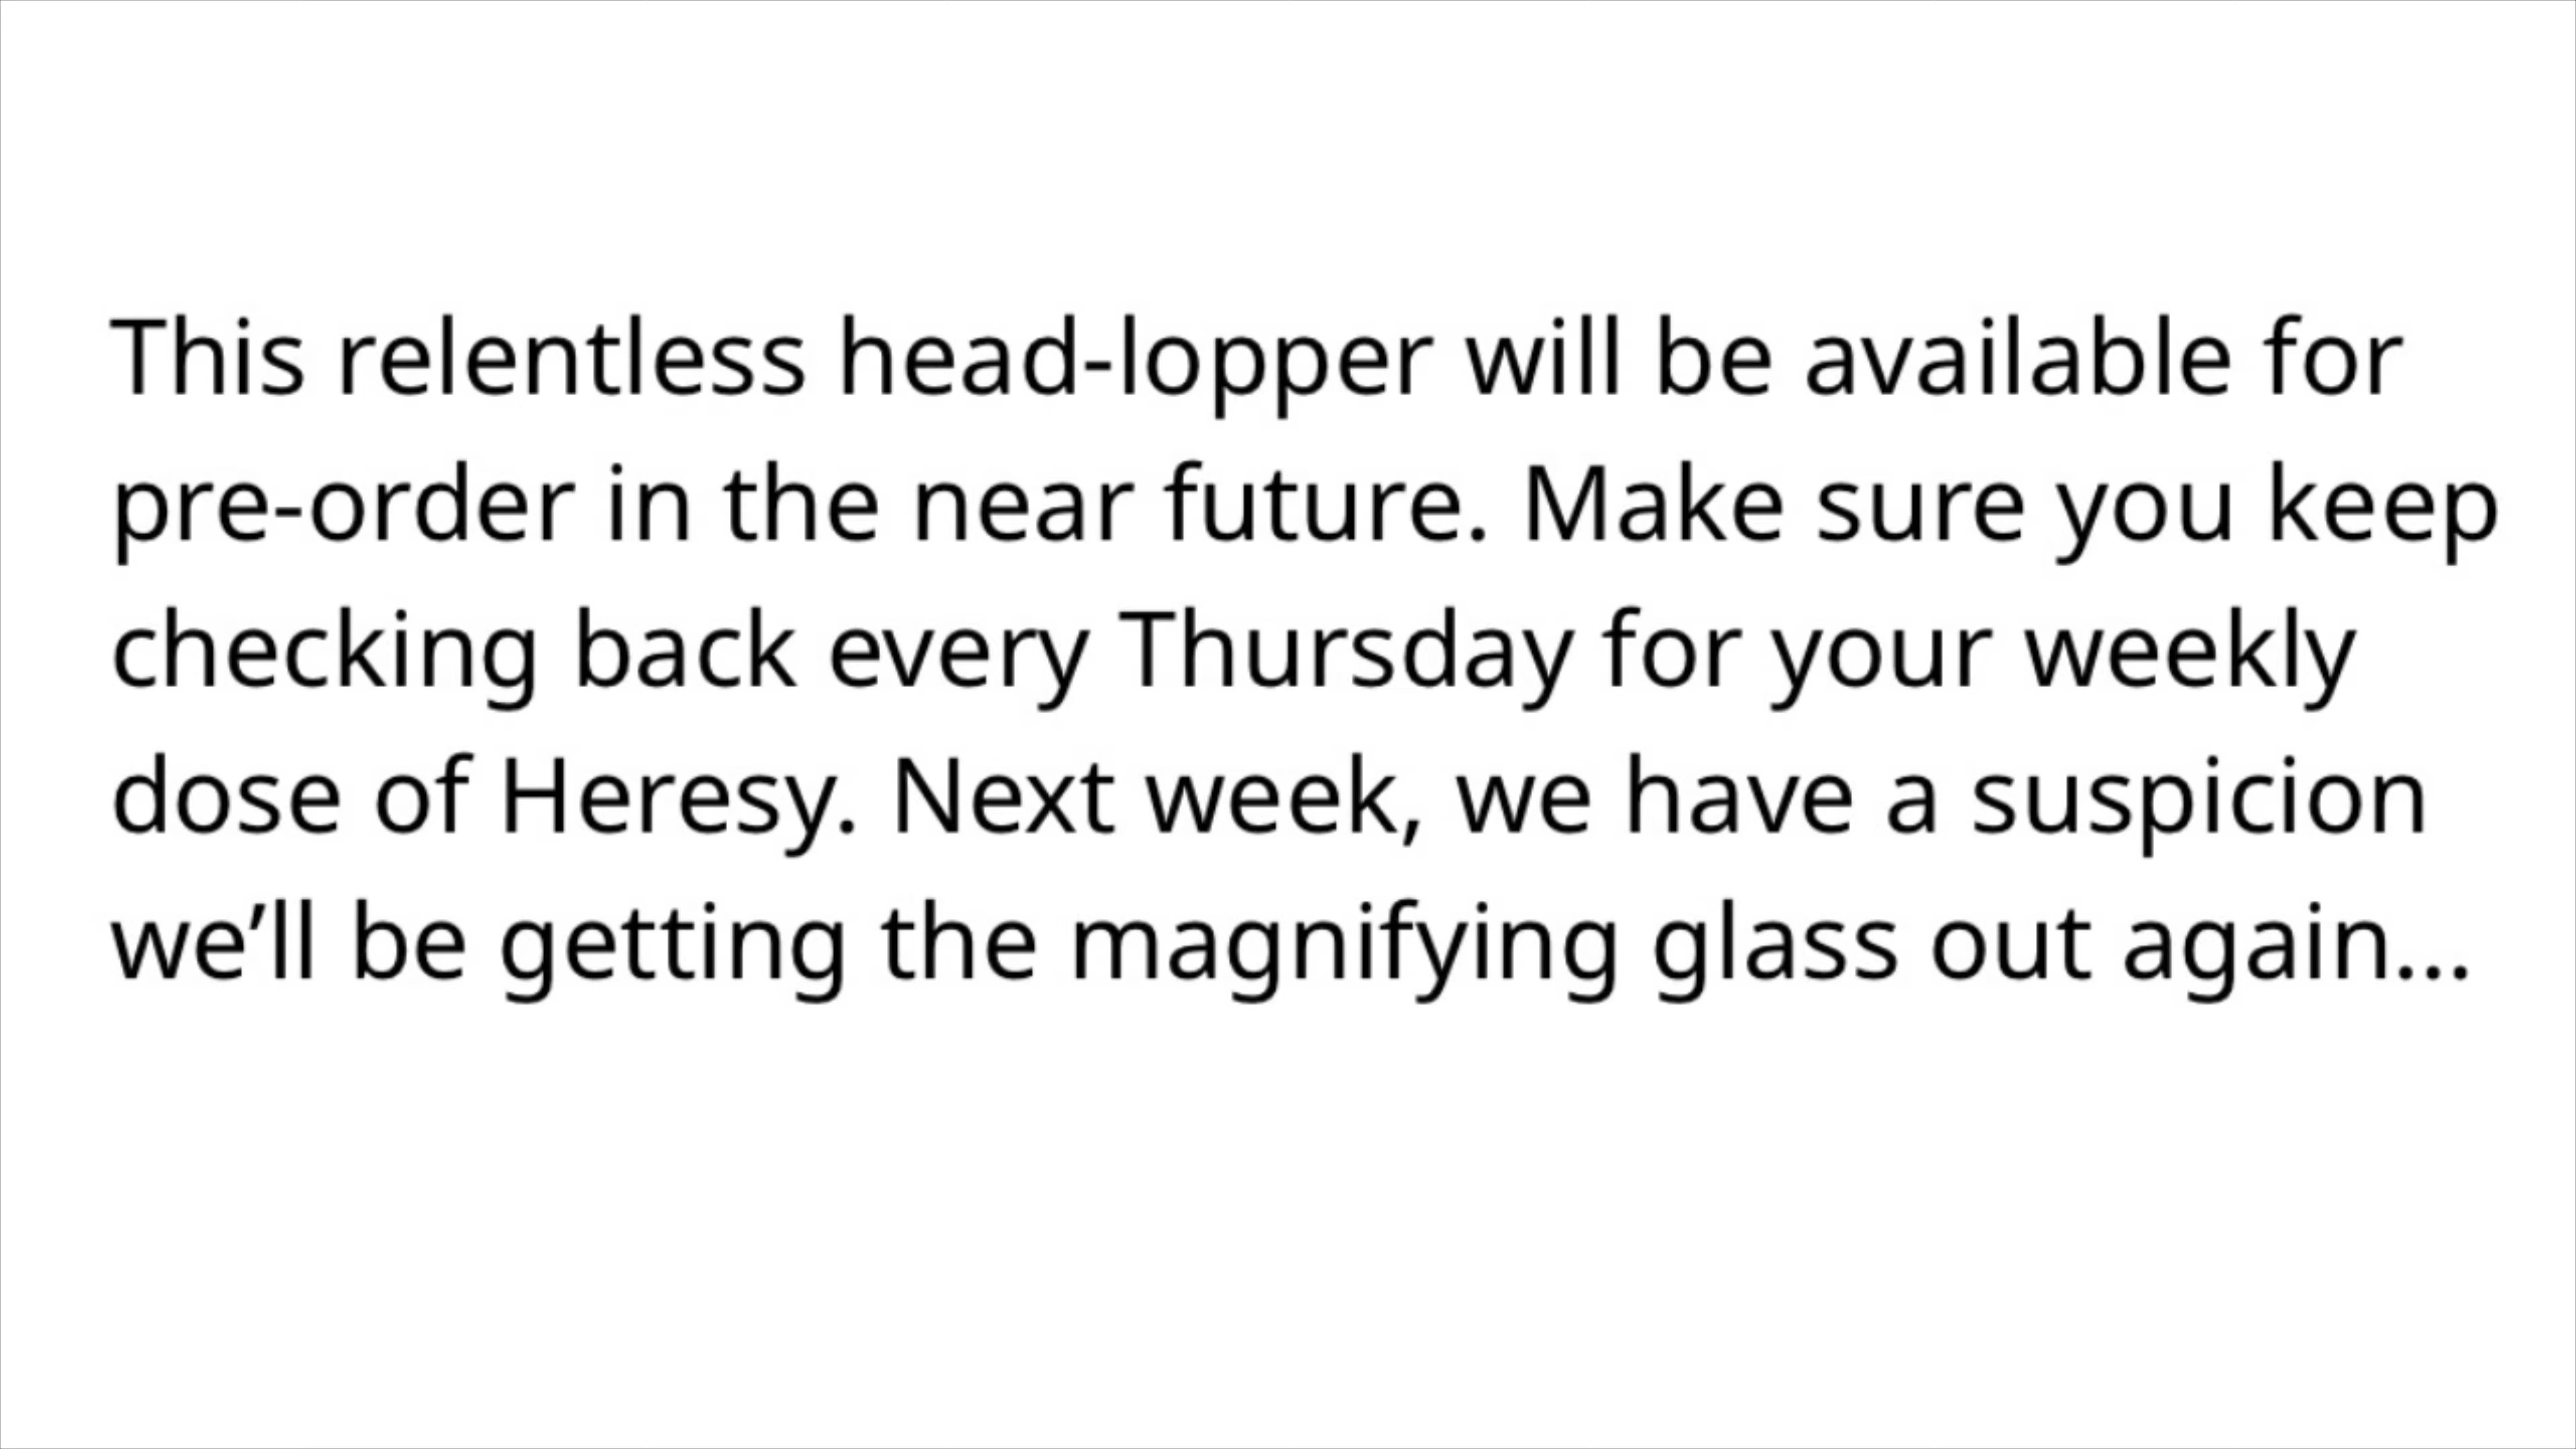 This relentless head-lopper will be available for
pre-order in the near future. Make sure you keep
checking back every Thursday for your weekly
dose of Heresy. Next week, we have a suspicion
we’ll be getting the magnifying glass out again...